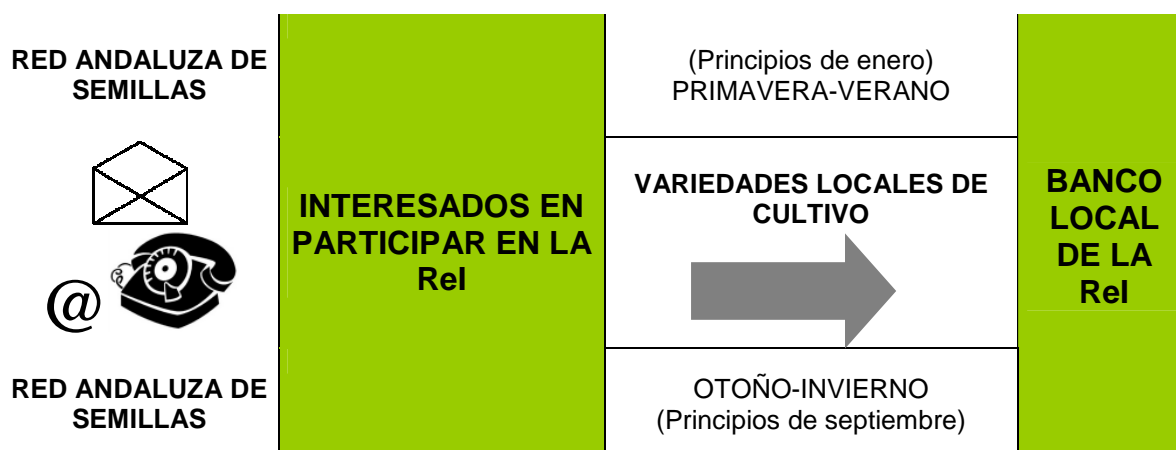 RED ANDALUZA DE
SEMILLAS
@
RED ANDALUZA DE
SEMILLAS
INTERESADOS EN
PARTICIPAR EN LA
ReI
(Principios de enero)
PRIMAVERA-VERANO
VARIEDADES LOCALES DE
CULTIVO
OTOÑO-INVIERNO
(Principios de septiembre)
BANCO
LOCAL
DE LA
ReI